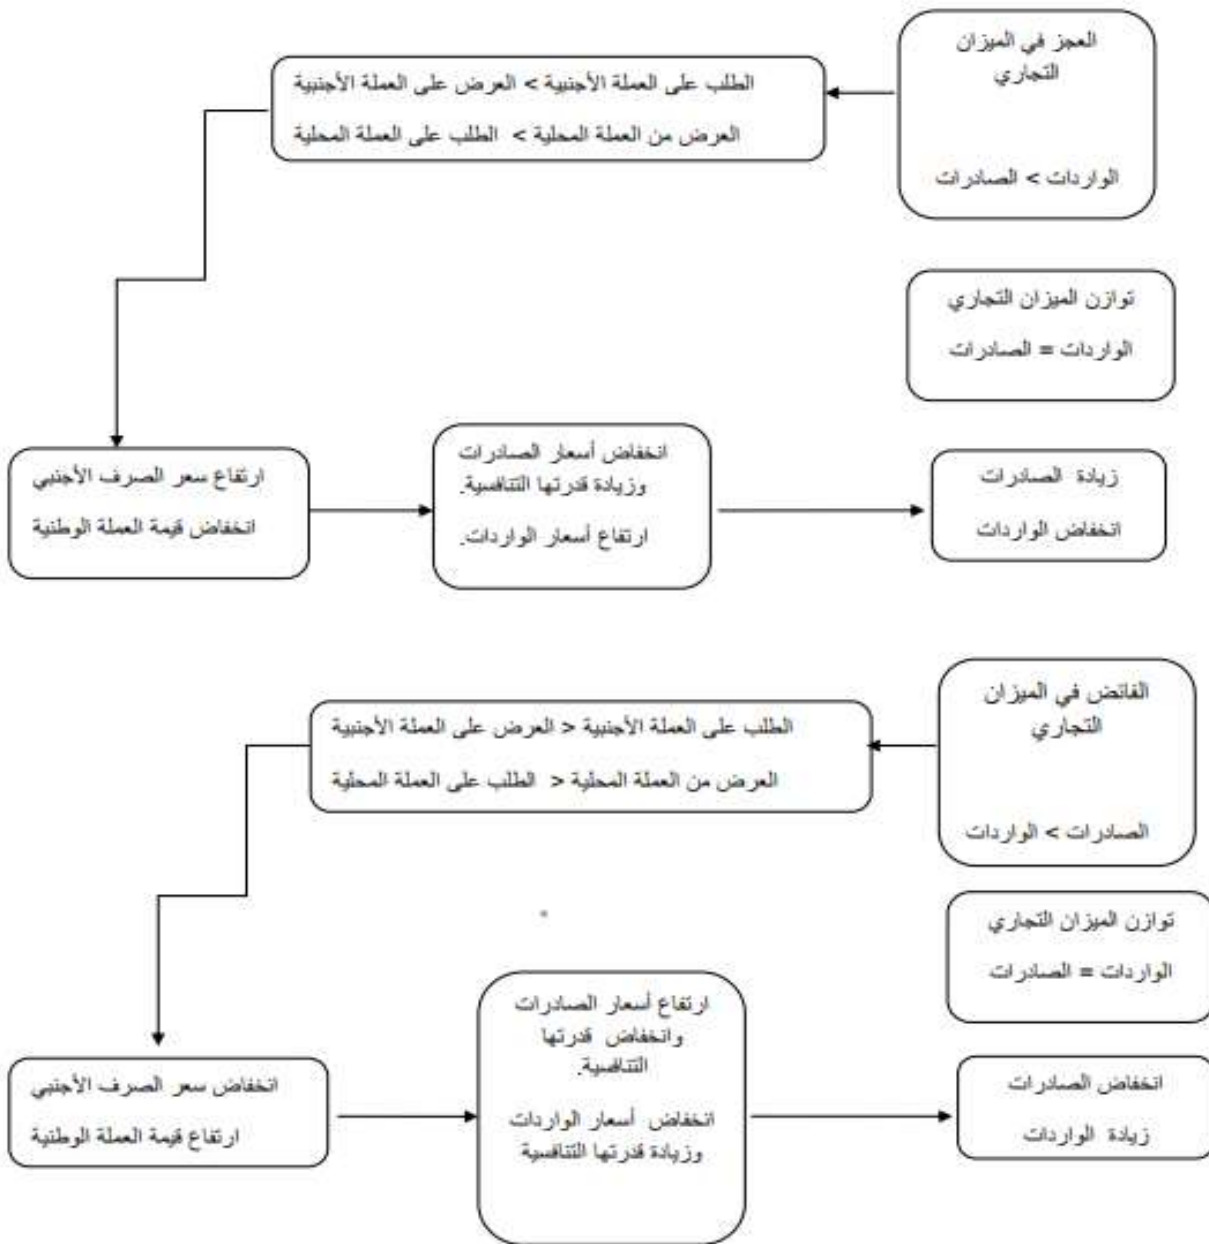 العجز في الميزان
التجاري
الواردات > الصادرات
الطلب على العملة الأجنبية > العرض على العملة الأجنبية
العرض من العملة المحلية > الطلب على العملة المحلية
توازن الميزان التجاري
الواردات = الصادرات
ارتفاع سعر الصرف الأجنبي
انخفاض قيمة العملة الوطنية
انخفاض أسعار الصادرات
وزيادة قدرتها التنافسية.
ارتفاع أسعار الواردات.
زيادة الصادرات
انخفاض الواردات
الفائض في الميزان
التجاري
الصادرات > الواردات
الطلب على العملة الأجنبية < العرض على العملة الأجنبية
العرض من العملة المحلية < الطلب على العملة المحلية
توازن الميزان التجاري
الواردات = الصادرات
انخفاض سعر الصرف الأجنبي
ارتفاع قيمة العملة الوطنية
ارتفاع أسعار الصادرات
وانخفاض قدرتها
التنافسية.
انخفاض أسعار الواردات
وزيادة قدرتها التنافسية
انخفاض الصادرات
زيادة الواردات